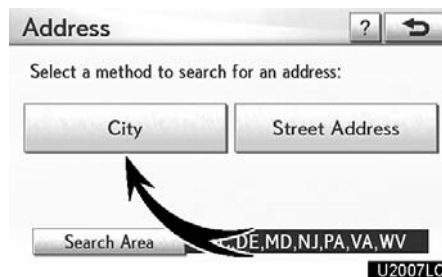 Address ?
Select a method to search for an address:
City Street Address
Search Area C,DE,MD,NJ,PA,VA,WV
U2007LC